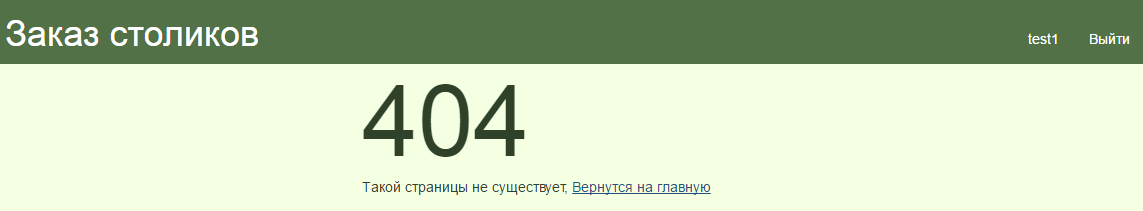 Заказ столиков
test1 Выйти
404
Такой страницы не существует, Вернутся на главную